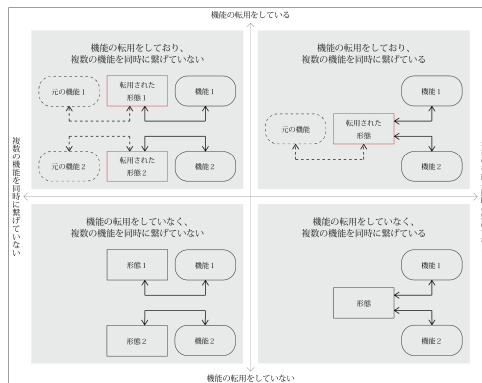 機能の転用をしている
機能の転用をしており、
複数の機能を同時に繋げていない
元の機能1
転用された
形態1
機能1
元の機能2
転用された
形態2
機能2
機能の転用をしており、
複数の機能を同時に繋げている
元の機能
転用された
形態
機能1
機能2
複数の機能を同時に繋げていない
機能の転用をしていなく、
複数の機能を同時に繋げていない
形態1
機能1
形態2
機能2
機能の転用をしていなく、
複数の機能を同時に繋げている
形態
機能1
機能2
機能の転用をしていない